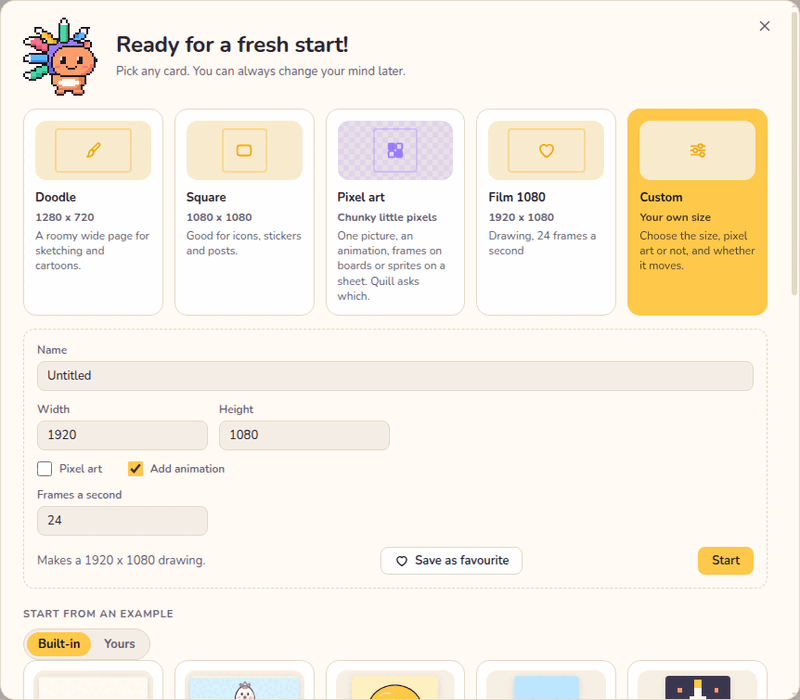 Ready for a fresh start!
Pick any card. You can always change your mind later.
Doodle
1280 x 720
A roomy wide page for
sketching and
cartoons.
Square
1080 x 1080
Good for icons, stickers
and posts.
Pixel art
Chunky little pixels
One picture, an
animation, frames on
boards or sprites on a
sheet. Quill asks
which.
Film 1080
1920 x 1080
Drawing, 24 frames a
second
Custom
Your own size
Choose the size, pixel
art or not, and whether
it moves.
Name
Untitled
Width
Height
1920
1080
Pixel art
Add animation
Frames a second
24
Makes a 1920 x 1080 drawing.
Save as favourite
Start
START FROM AN EXAMPLE
Built-in
Yours